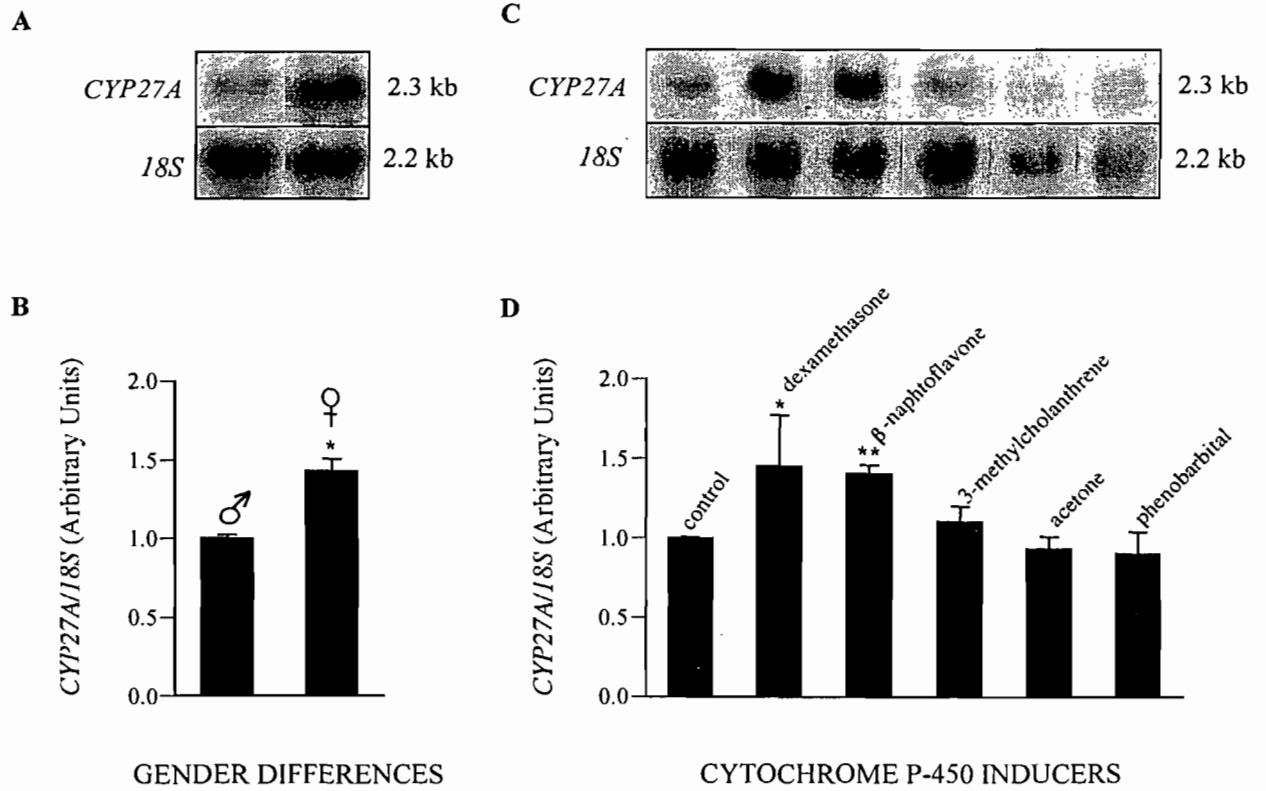 A
CYP27A
2.3 kb
18S
2.2 kb
C
CYP27A
2.3 kb
18S
2.2 kb
B
CYP27A/18S (Arbitrary Units)
2.0
1.5
1.0
0.5
0.0
♂
♀
*
GENDER DIFFERENCES
D
CYP27A/18S (Arbitrary Units)
2.0
1.5
1.0
0.5
0.0
control
* dexamethasone
** β-naphtoflavone
3-methylcholanthrene
acetone
phenobarbital
CYTOCHROME P-450 INDUCERS